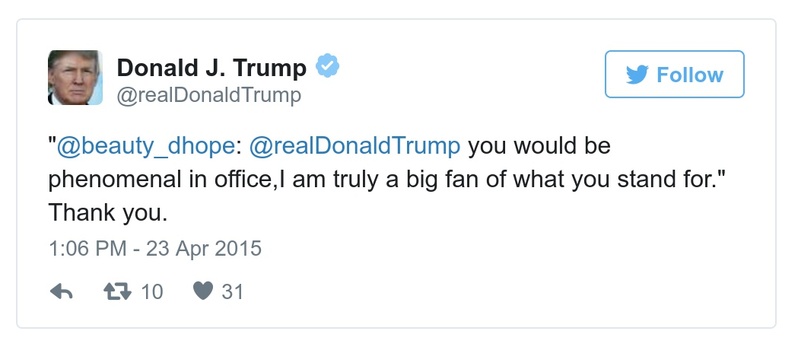 Donald J. Trump
@realDonaldTrump
Follow
"@beauty_dhope: @realDonaldTrump you would be
phenomenal in office,I am truly a big fan of what you stand for."
Thank you.
1:06 PM - 23 Apr 2015
10 31